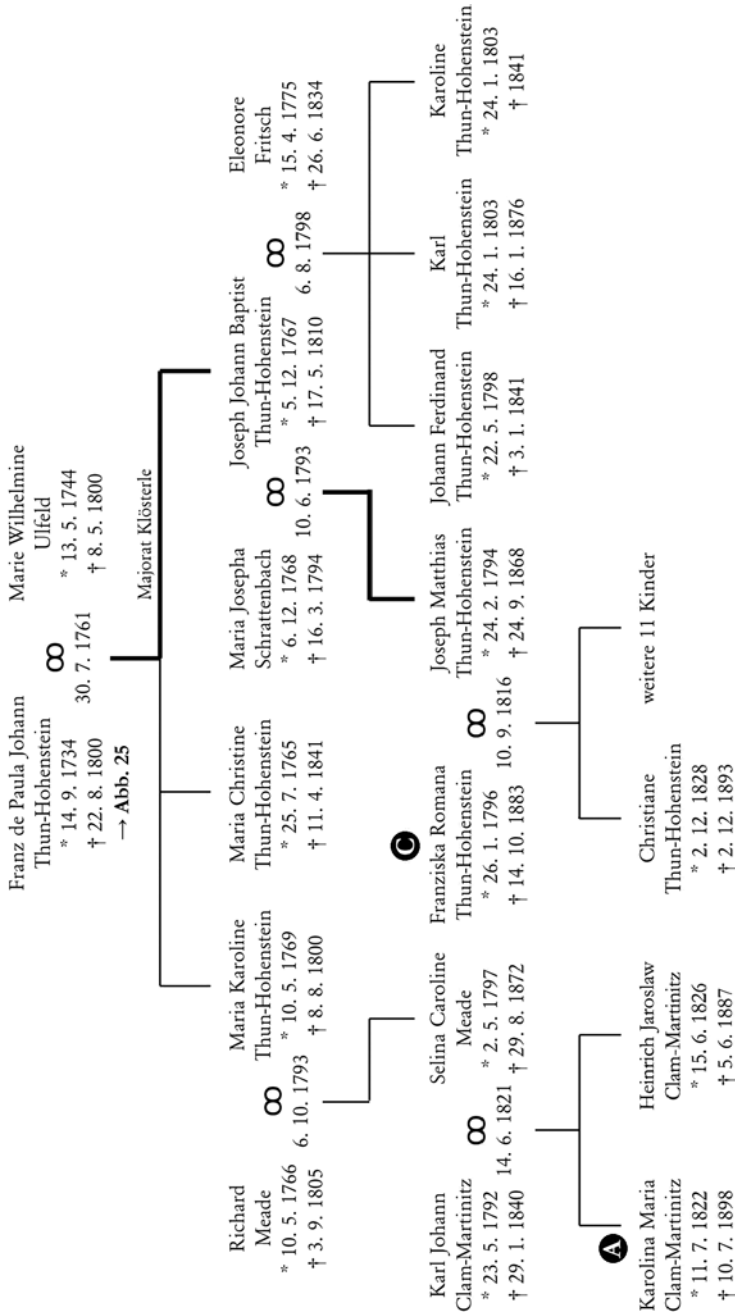 Franz de Paula Johann
Thun-Hohenstein
* 14. 9. 1734
† 22. 8. 1800
→ Abb. 25
∞
30. 7. 1761
Marie Wilhelmine
Ulfeld
* 13. 5. 1744
† 8. 5. 1800
Majorat Klösterle
Richard
Meade
* 10. 5. 1766
† 3. 9. 1805
∞
6. 10. 1793
Maria Karoline
Thun-Hohenstein
* 10. 5. 1769
† 8. 8. 1800
Maria Christine
Thun-Hohenstein
* 25. 7. 1765
† 11. 4. 1841
Maria Josepha
Schrattenbach
* 6. 12. 1768
† 16. 3. 1794
∞
10. 6. 1793
Joseph Johann Baptist
Thun-Hohenstein
* 5. 12. 1767
† 17. 5. 1810
∞
6. 8. 1798
Eleonore
Fritsch
* 15. 4. 1775
† 26. 6. 1834
Karl Johann
Clam-Martinitz
* 23. 5. 1792
† 29. 1. 1840
∞
14. 6. 1821
Selina Caroline
Meade
* 2. 5. 1797
† 29. 8. 1872
C
Franziska Romana
Thun-Hohenstein
* 26. 1. 1796
† 14. 10. 1883
∞
10. 9. 1816
Joseph Matthias
Thun-Hohenstein
* 24. 2. 1794
† 24. 9. 1868
Johann Ferdinand
Thun-Hohenstein
* 22. 5. 1798
† 3. 1. 1841
Karl
Thun-Hohenstein
* 24. 1. 1803
† 16. 1. 1876
Karoline
Thun-Hohenstein
* 24. 1. 1803
† 1841
A
Karolina Maria
Clam-Martinitz
* 11. 7. 1822
† 10. 7. 1898
Heinrich Jaroslaw
Clam-Martinitz
* 15. 6. 1826
† 5. 6. 1887
Christiane
Thun-Hohenstein
* 2. 12. 1828
† 2. 12. 1893
weitere 11 Kinder